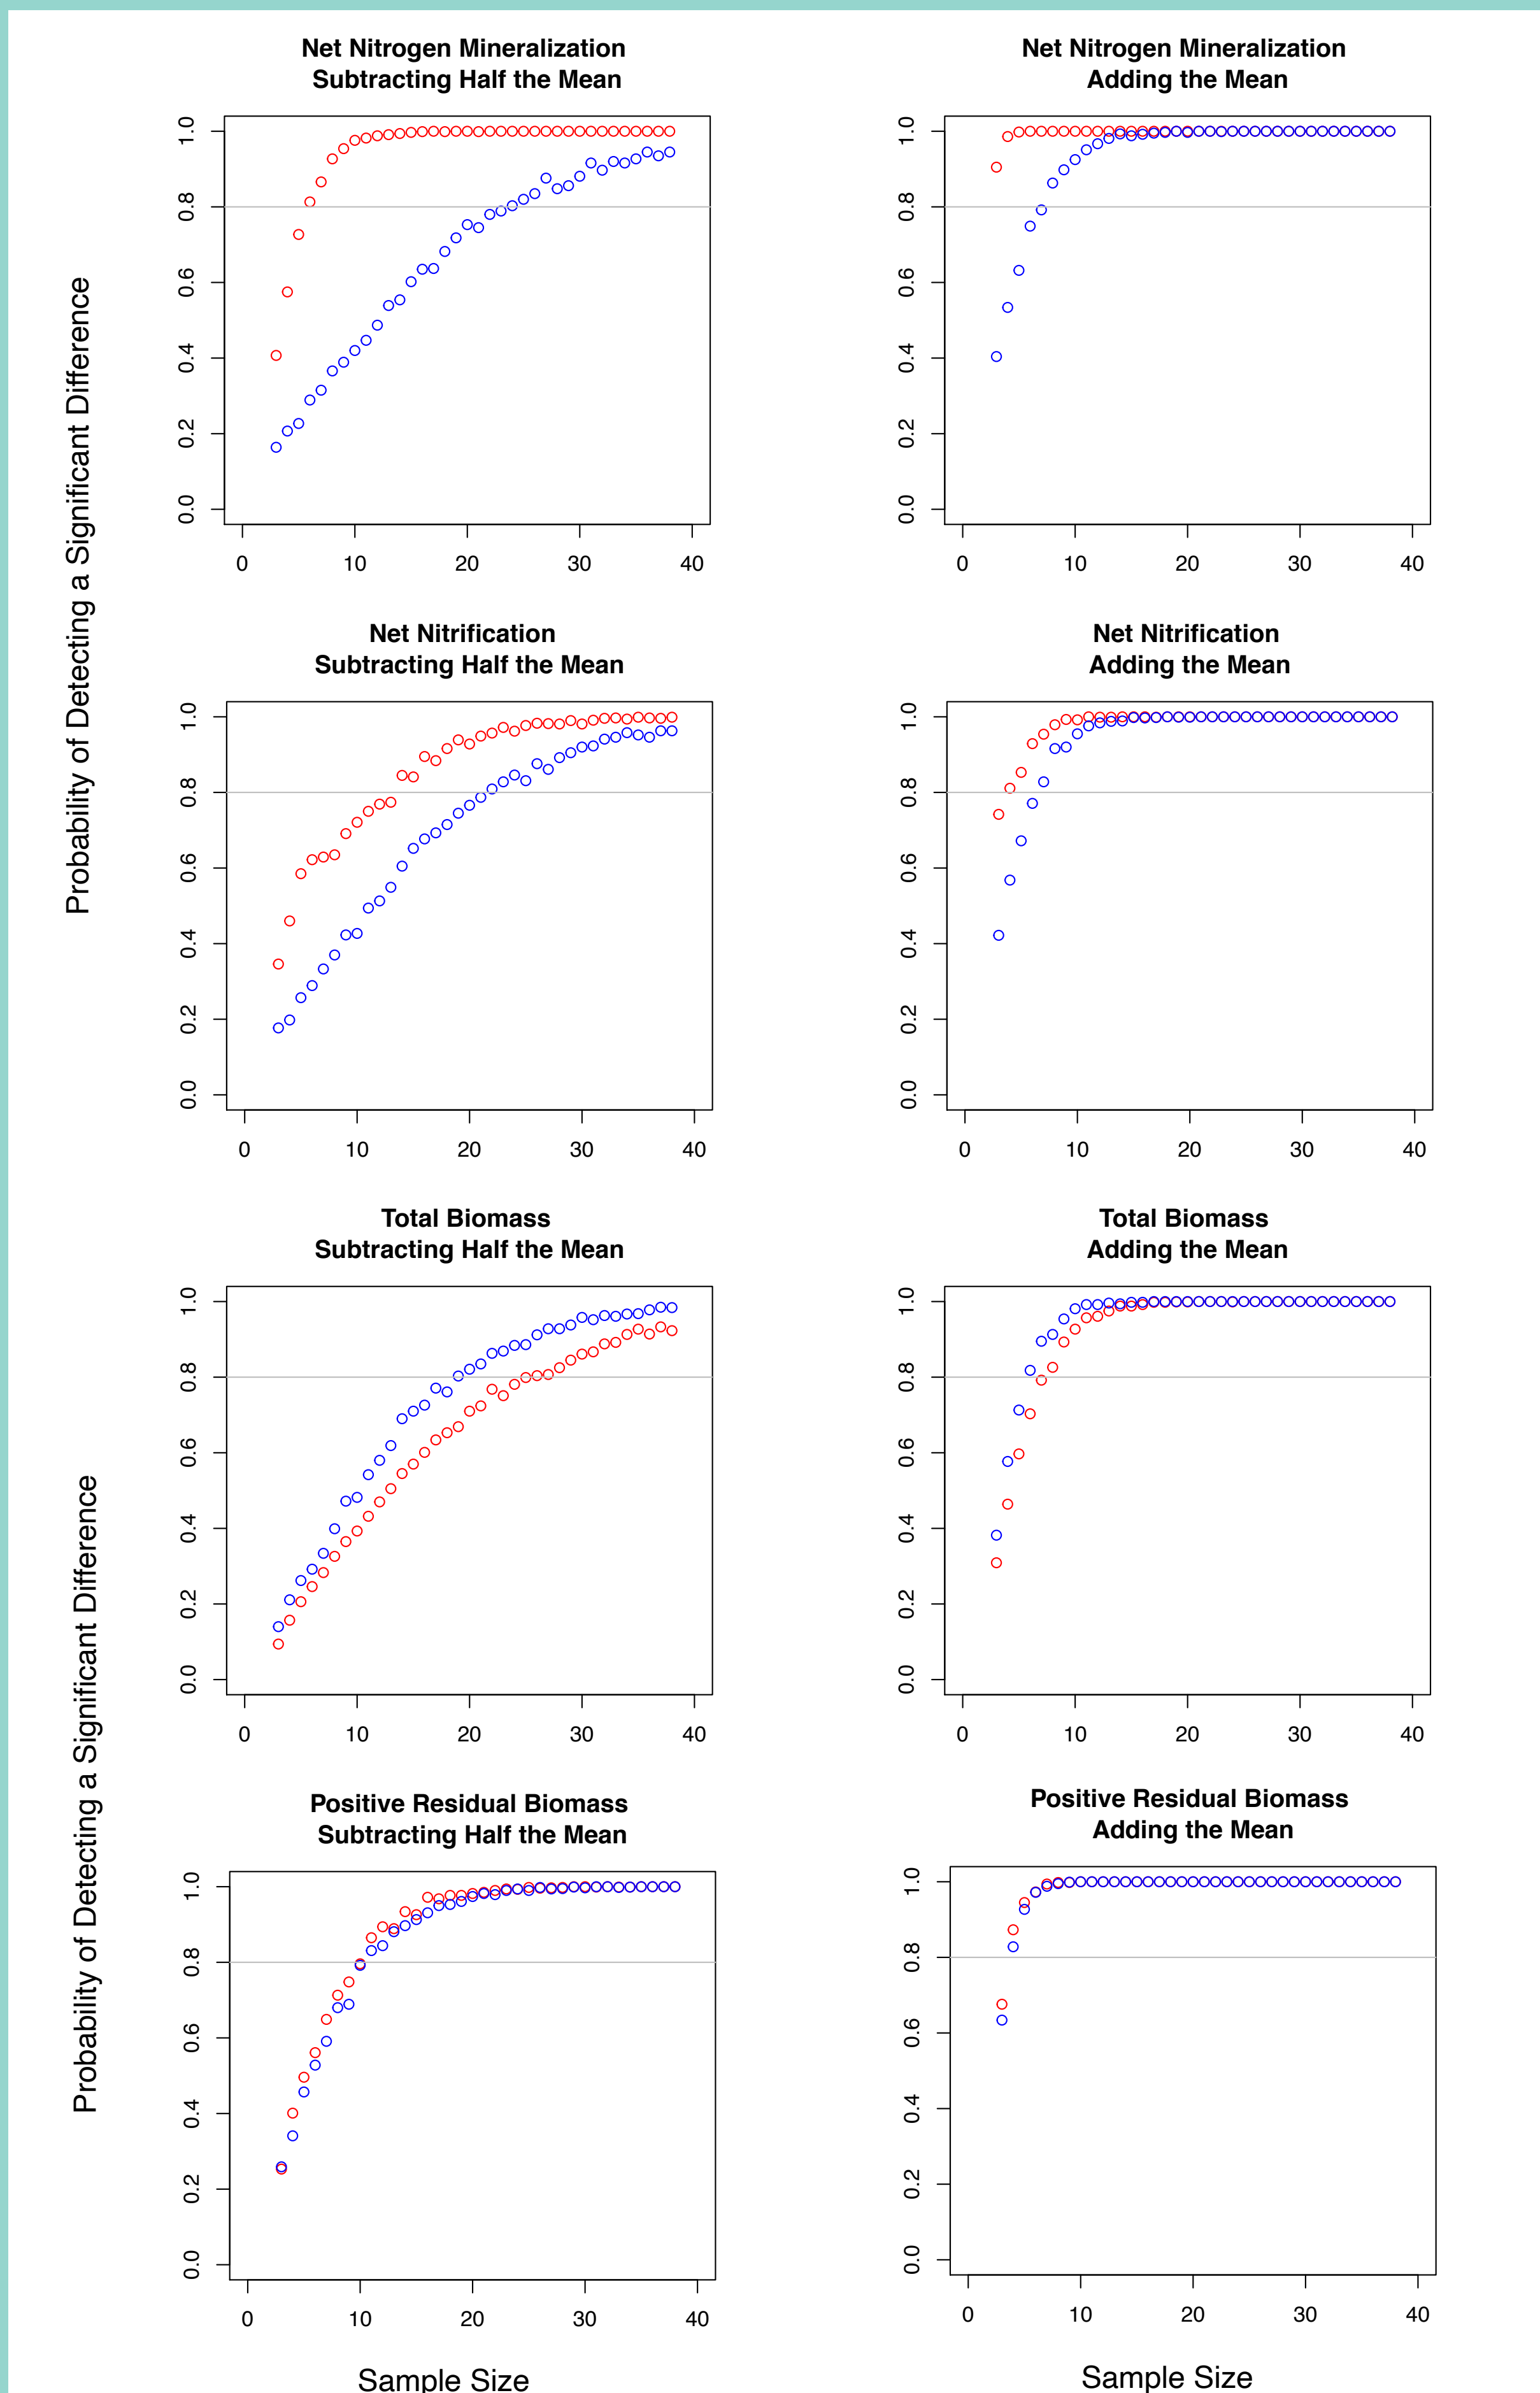 Net Nitrogen Mineralization
Subtracting Half the Mean
1.0
0.8
0.6
0.4
0.2
0.0
0 10 20 30 40
Net Nitrogen Mineralization
Adding the Mean
1.0
0.8
0.6
0.4
0.2
0.0
0 10 20 30 40
Probability of Detecting a Significant Difference
Net Nitrification
Subtracting Half the Mean
1.0
0.8
0.6
0.4
0.2
0.0
0 10 20 30 40
Net Nitrification
Adding the Mean
1.0
0.8
0.6
0.4
0.2
0.0
0 10 20 30 40
Total Biomass
Subtracting Half the Mean
1.0
0.8
0.6
0.4
0.2
0.0
0 10 20 30 40
Total Biomass
Adding the Mean
1.0
0.8
0.6
0.4
0.2
0.0
0 10 20 30 40
Probability of Detecting a Significant Difference
Positive Residual Biomass
Subtracting Half the Mean
1.0
0.8
0.6
0.4
0.2
0.0
0 10 20 30 40
Sample Size
Positive Residual Biomass
Adding the Mean
1.0
0.8
0.6
0.4
0.2
0.0
0 10 20 30 40
Sample Size